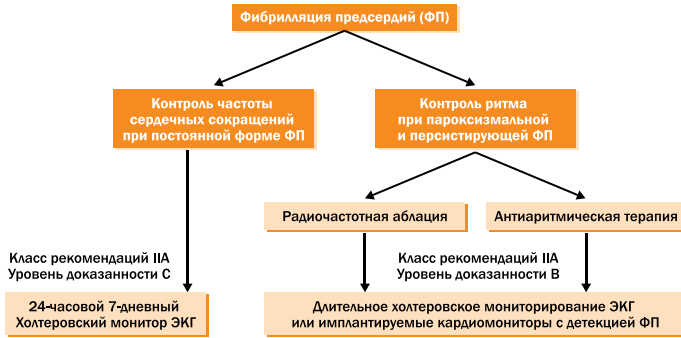 Фибрилляция предсердий (ФП)
Контроль частоты
сердечных сокращений
при постоянной форме ФП
Контроль ритма
при пароксизмальной
и персистирующей ФП
Радиочастотная аблация
Антиаритмическая терапия
Класс рекомендаций IIA
Уровень доказанности C
Класс рекомендаций IIA
Уровень доказанности B
24-часовой 7-дневный
Холтеровский монитор ЭКГ
Длительное холтеровское мониторирование ЭКГ
или имплантируемые кардиомониторы с детекцией ФП